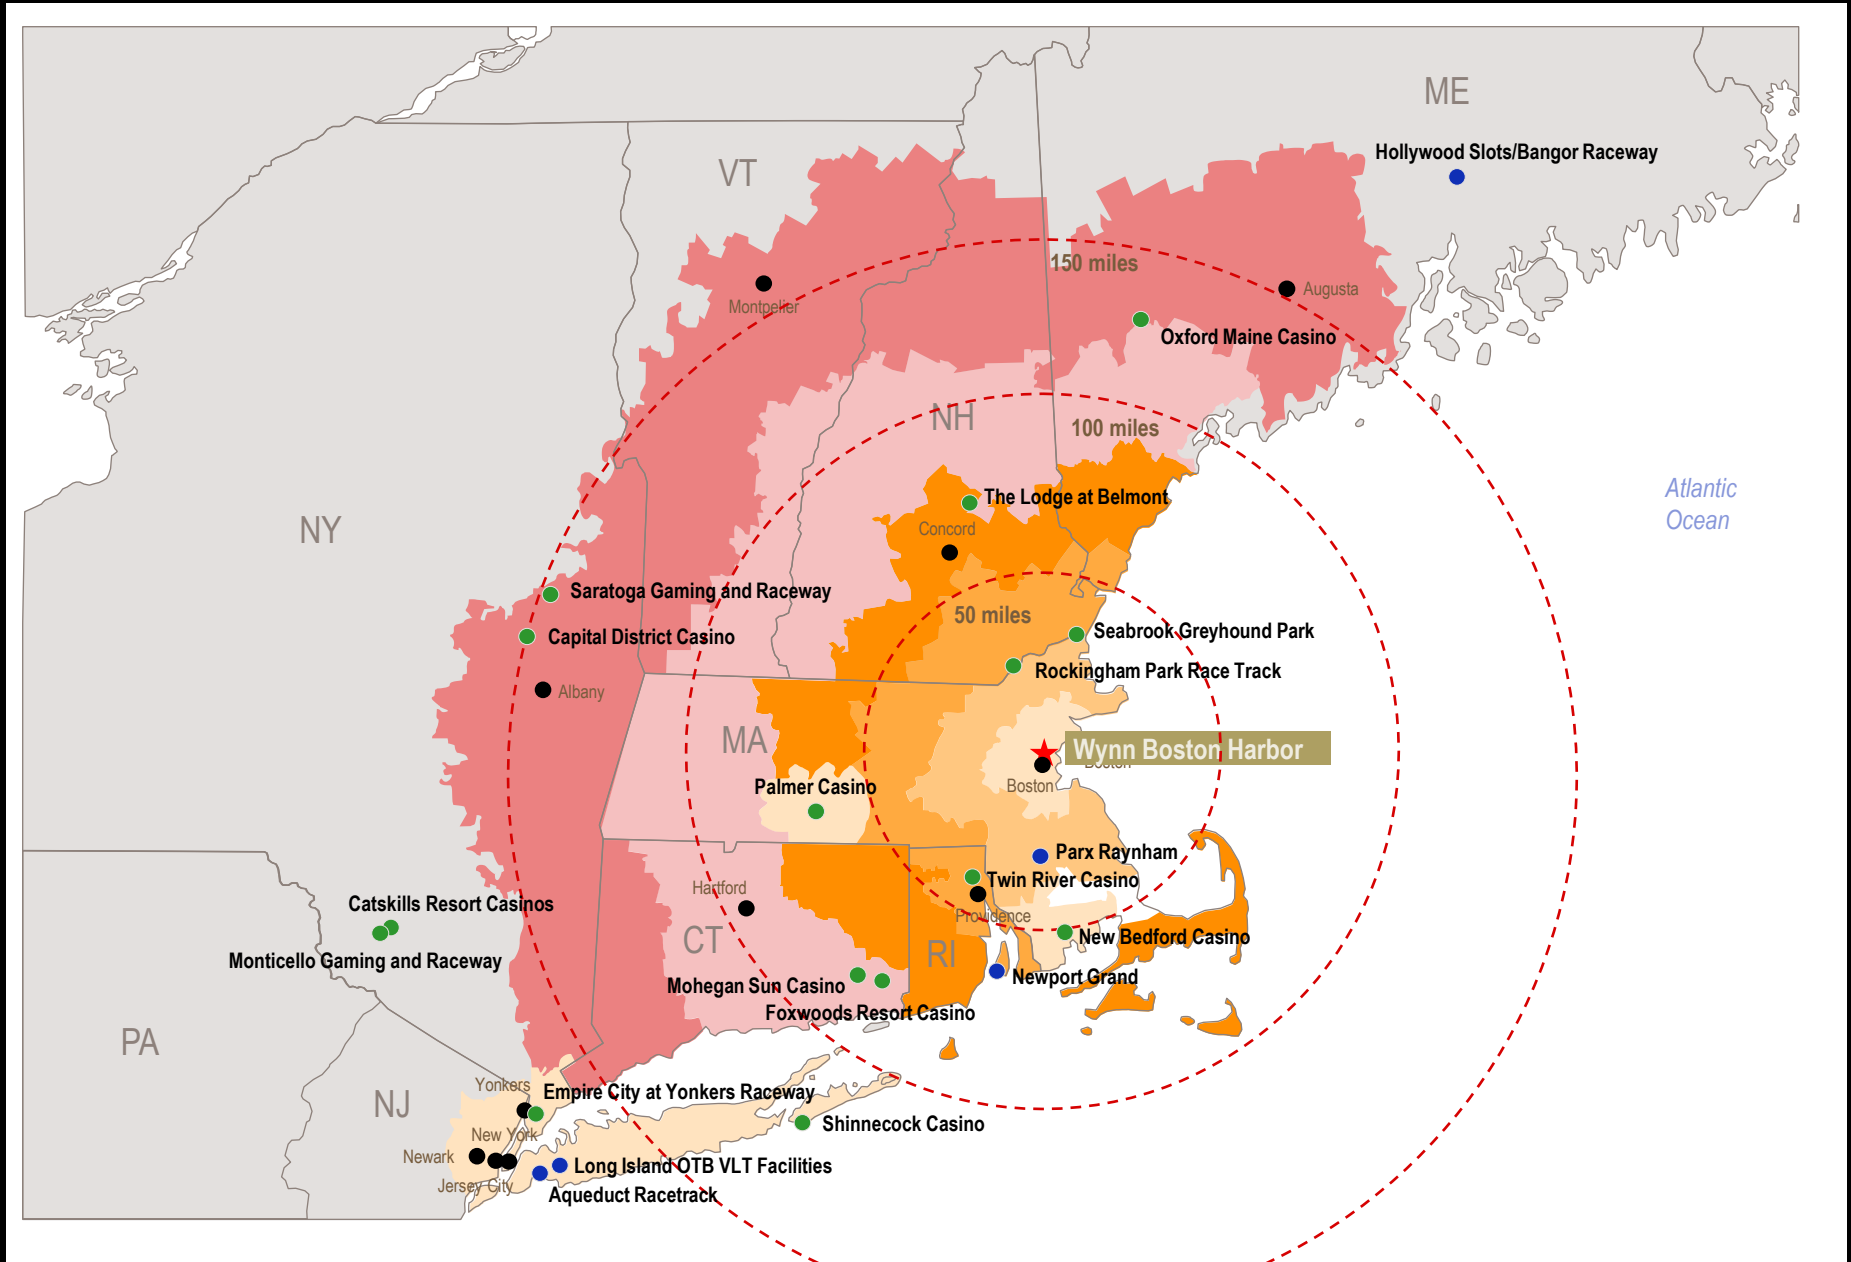 ME
Hollywood Slots/Bangor Raceway
VT
150 miles
Montpelier
Augusta
Oxford Maine Casino
NH
100 miles
The Lodge at Belmont
Atlantic
Ocean
NY
Concord
Saratoga Gaming and Raceway
50 miles
Seabrook Greyhound Park
Capital District Casino
Rockingham Park Race Track
Albany
MA
Wynn Boston Harbor
Boston
Boston
Palmer Casino
Parx Raynham
Twin River Casino
Hartford
Catskills Resort Casinos
Providence
CT
RI
New Bedford Casino
Monticello Gaming and Raceway
Newport Grand
Mohegan Sun Casino
Foxwoods Resort Casino
PA
Yonkers
Empire City at Yonkers Raceway
NJ
Shinnecock Casino
New York
Newark
Long Island OTB VLT Facilities
Jersey City
Aqueduct Racetrack